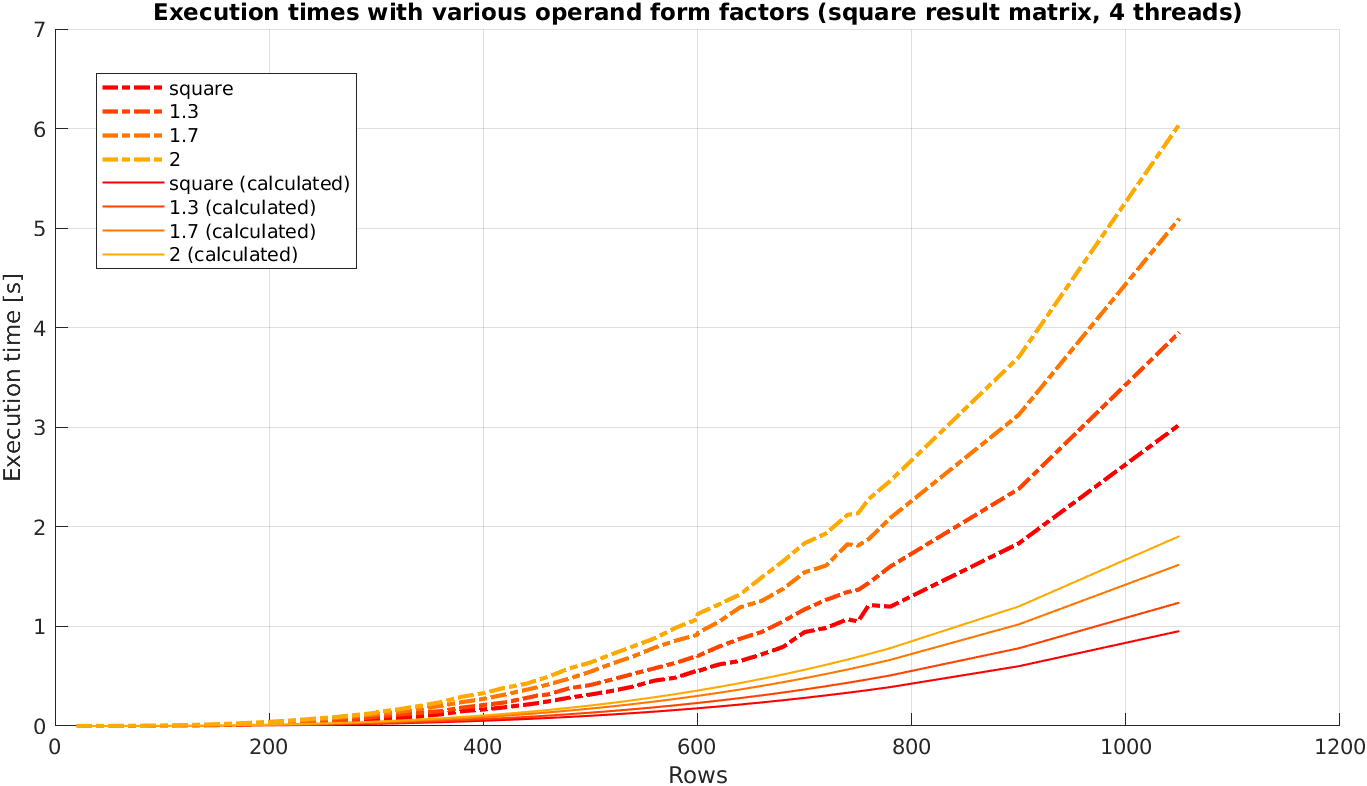 Execution times with various operand form factors (square result matrix, 4 threads)
7
6
5
4
3
2
1
0
Execution time [s]
square
1.3
1.7
2
square (calculated)
1.3 (calculated)
1.7 (calculated)
2 (calculated)
0
200
400
600
800
1000
1200
Rows